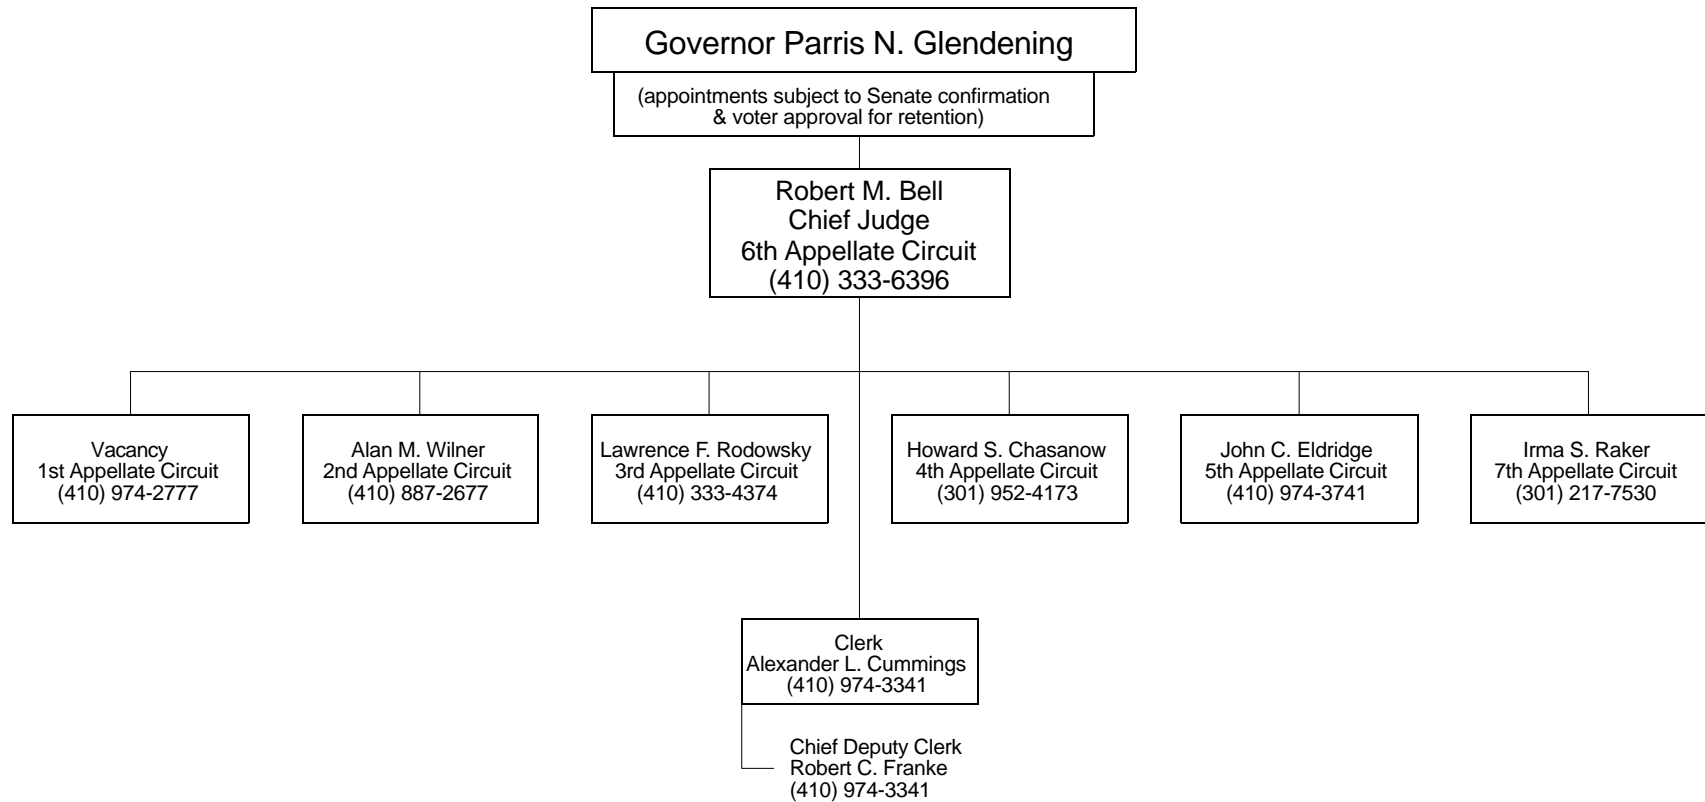 Governor Parris N. Glendening
(appointments subject to Senate confirmation
& voter approval for retention)
Robert M. Bell
Chief Judge
6th Appellate Circuit
(410) 333-6396
Vacancy
1st Appellate Circuit
(410) 974-2777
Alan M. Wilner
2nd Appellate Circuit
(410) 887-2677
Lawrence F. Rodowsky
3rd Appellate Circuit
(410) 333-4374
Howard S. Chasanow
4th Appellate Circuit
(301) 952-4173
John C. Eldridge
5th Appellate Circuit
(410) 974-3741
Irma S. Raker
7th Appellate Circuit
(301) 217-7530
Clerk
Alexander L. Cummings
(410) 974-3341
Chief Deputy Clerk
Robert C. Franke
(410) 974-3341